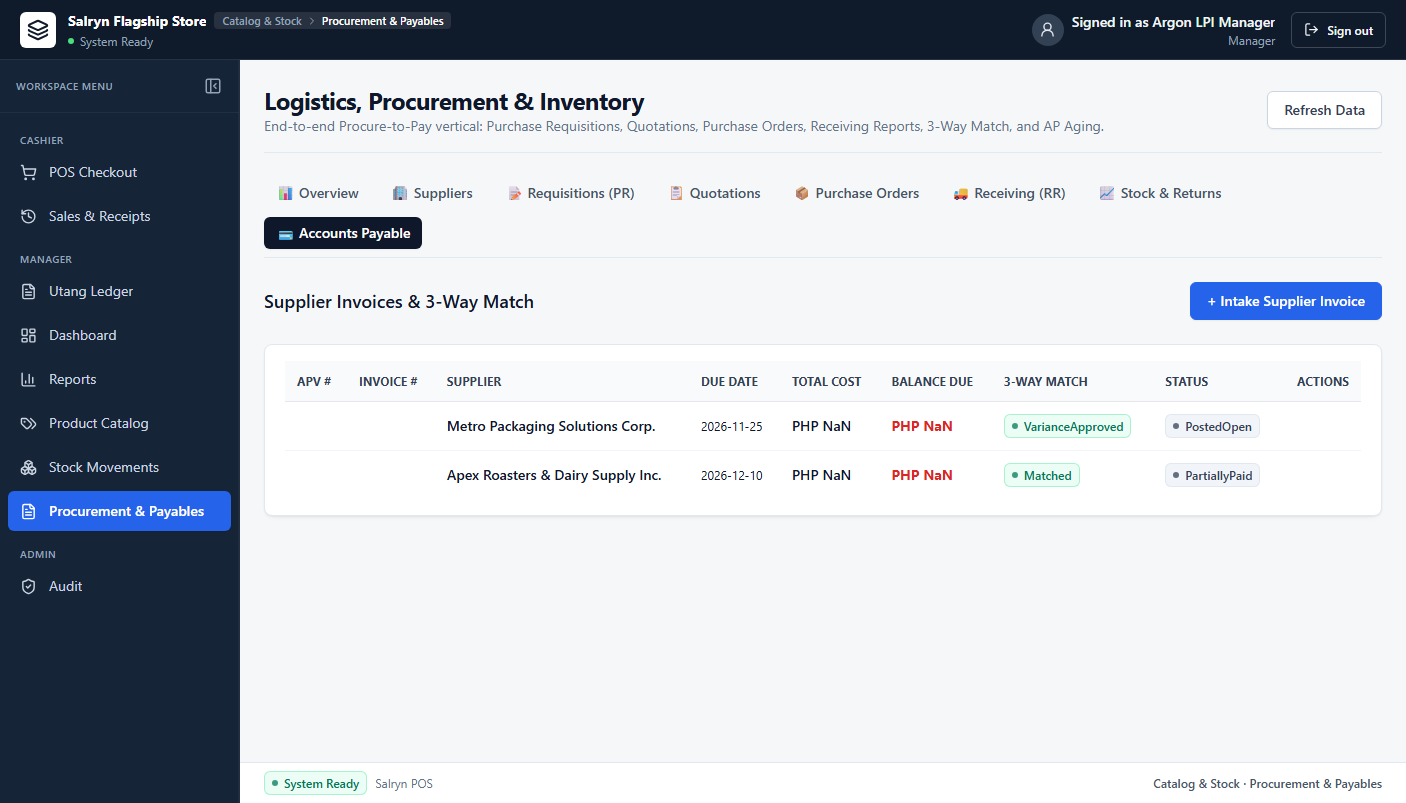 Salryn Flagship Store
Catalog & Stock > Procurement & Payables
System Ready
Signed in as Argon LPI Manager
Manager
Sign out
WORKSPACE MENU
CASHIER
POS Checkout
Sales & Receipts
MANAGER
Utang Ledger
Dashboard
Reports
Product Catalog
Stock Movements
Procurement & Payables
ADMIN
Audit
Logistics, Procurement & Inventory
End-to-end Procure-to-Pay vertical: Purchase Requisitions, Quotations, Purchase Orders, Receiving Reports, 3-Way Match, and AP Aging.
Refresh Data
Overview Suppliers Requisitions (PR) Quotations Purchase Orders Receiving (RR) Stock & Returns
Accounts Payable
Supplier Invoices & 3-Way Match
+ Intake Supplier Invoice
APV # INVOICE # SUPPLIER DUE DATE TOTAL COST BALANCE DUE 3-WAY MATCH STATUS ACTIONS
Metro Packaging Solutions Corp. 2026-11-25 PHP NaN PHP NaN VarianceApproved PostedOpen
Apex Roasters & Dairy Supply Inc. 2026-12-10 PHP NaN PHP NaN Matched PartiallyPaid
System Ready Salryn POS
Catalog & Stock · Procurement & Payables